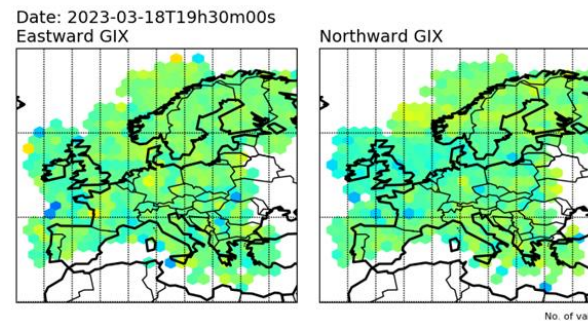 Date: 2023-03-18T19h30m00s
Eastward GIX
Northward GIX
No. of va